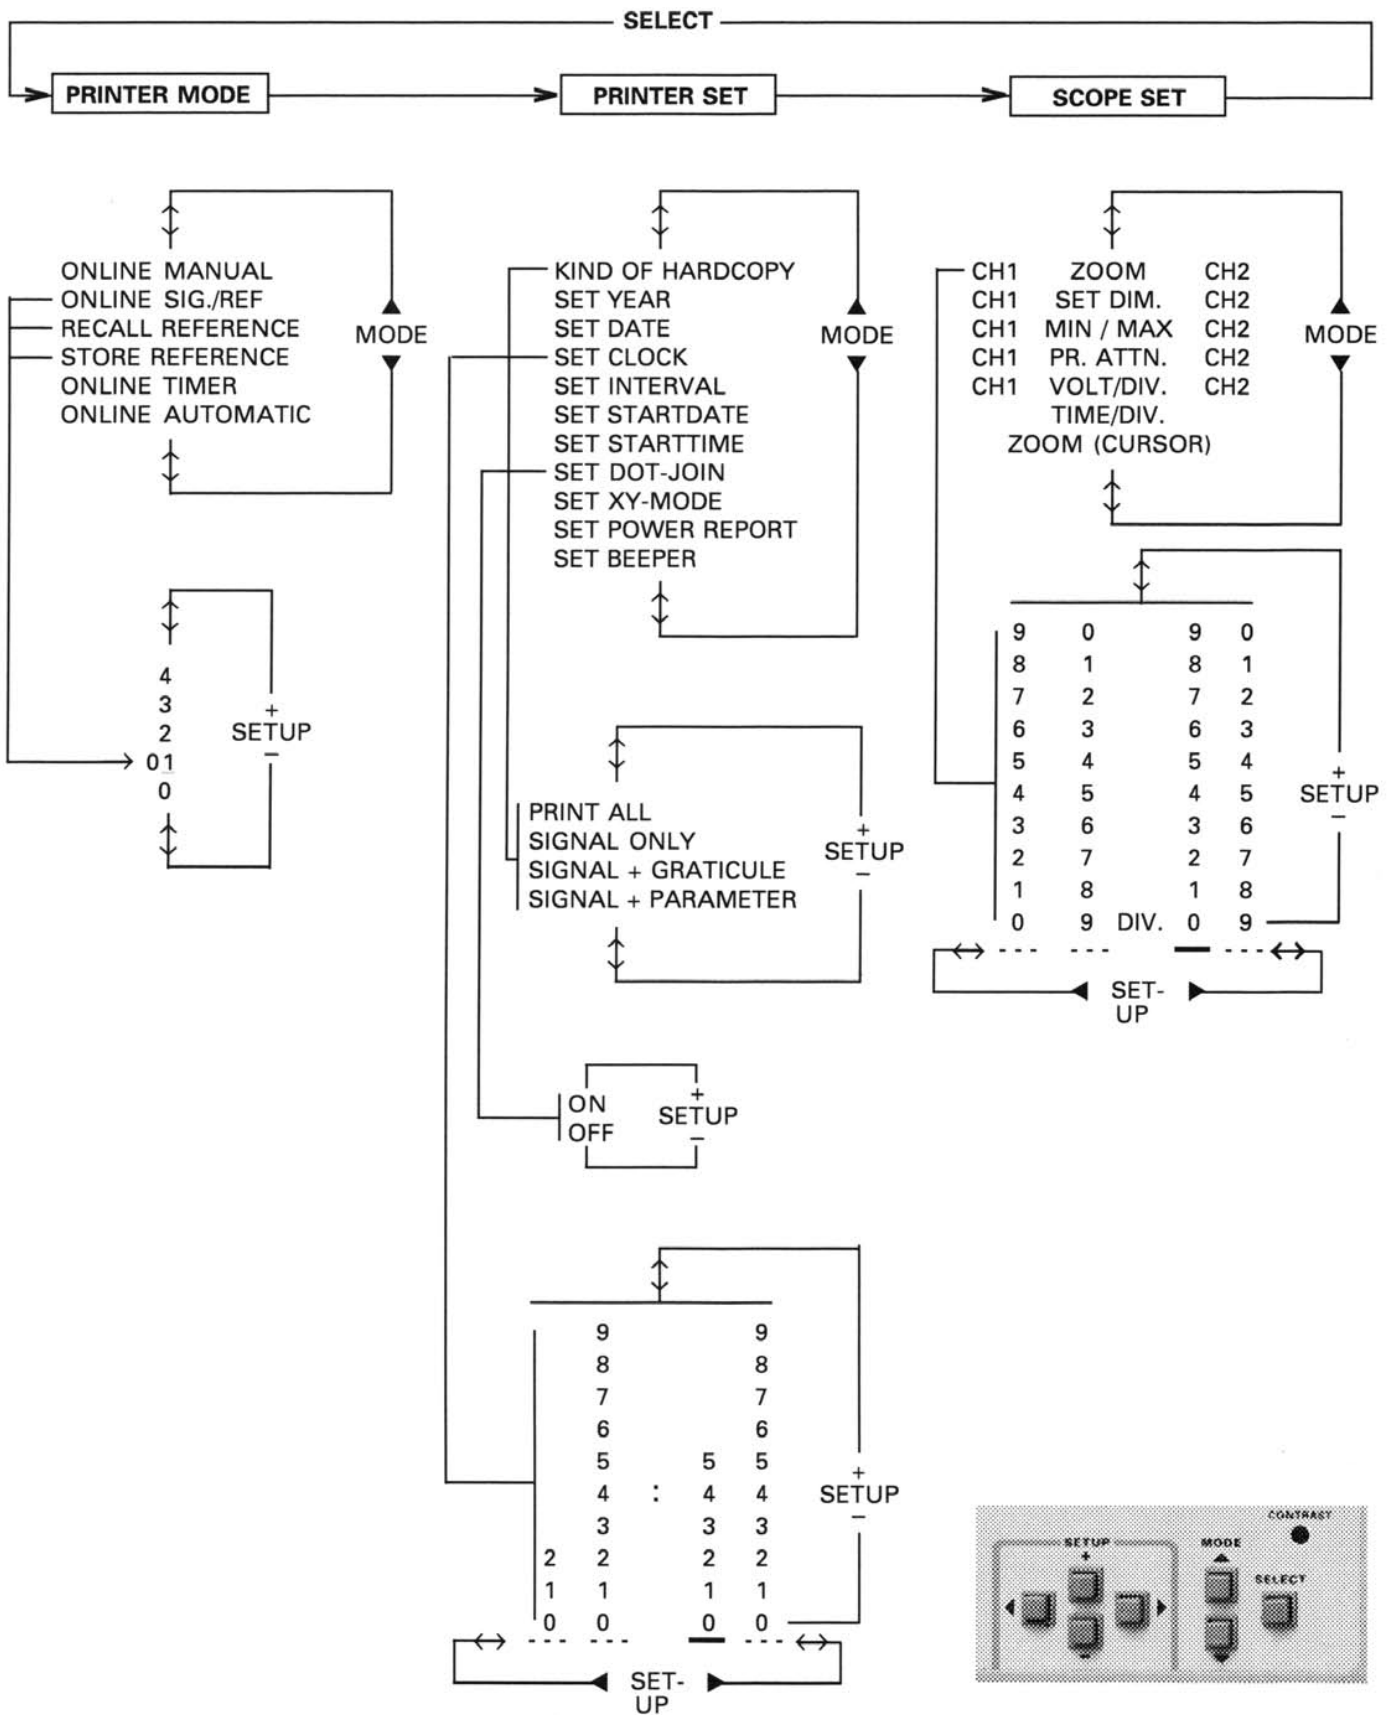 SELECT
PRINTER MODE
PRINTER SET
SCOPE SET
ONLINE MANUAL
ONLINE SIG./REF
RECALL REFERENCE
STORE REFERENCE
ONLINE TIMER
ONLINE AUTOMATIC
MODE
4
3
2
01
0
+
SETUP
–
KIND OF HARDCOPY
SET YEAR
SET DATE
SET CLOCK
SET INTERVAL
SET STARTDATE
SET STARTTIME
SET DOT-JOIN
SET XY-MODE
SET POWER REPORT
SET BEEPER
MODE
PRINT ALL
SIGNAL ONLY
SIGNAL + GRATICULE
SIGNAL + PARAMETER
+
SETUP
–
ON
OFF
+
SETUP
–
9 9
8 8
7 7
6 6
5 5 5
4 : 4 4
3 3 3
2 2 2 2
1 1 1 1
0 0 0 0
+
SETUP
–
SET-
UP
CH1 ZOOM CH2
CH1 SET DIM. CH2
CH1 MIN / MAX CH2
CH1 PR. ATTN. CH2
CH1 VOLT/DIV. CH2
TIME/DIV.
ZOOM (CURSOR)
MODE
9 0 9 0
8 1 8 1
7 2 7 2
6 3 6 3
5 4 5 4
4 5 4 5
3 6 3 6
2 7 2 7
1 8 1 8
0 9 DIV. 0 9
+
SETUP
–
SET-
UP
CONTRAST
SETUP
+
–
MODE
SELECT